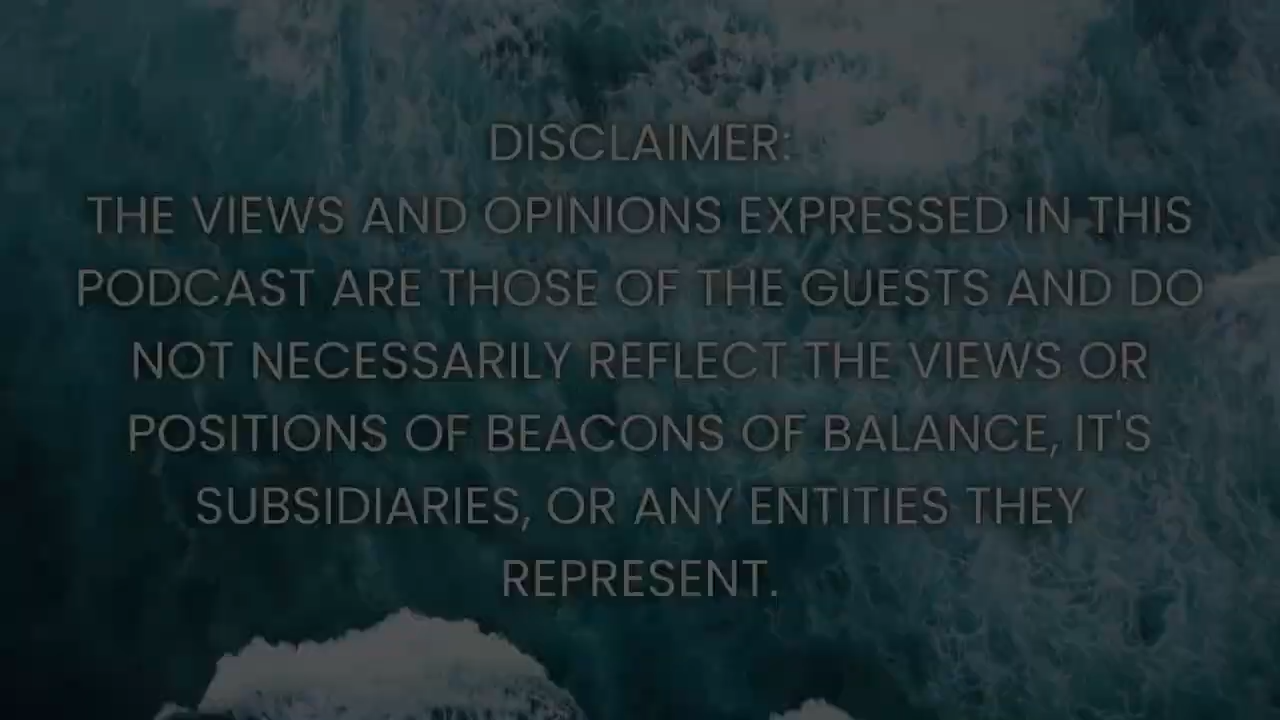 DISCLAIMER:
THE VIEWS AND OPINIONS EXPRESSED IN THIS
PODCAST ARE THOSE OF THE GUESTS AND DO
NOT NECESSARILY REFLECT THE VIEWS OR
POSITIONS OF BEACONS OF BALANCE, IT'S
SUBSIDIARIES, OR ANY ENTITIES THEY
REPRESENT.